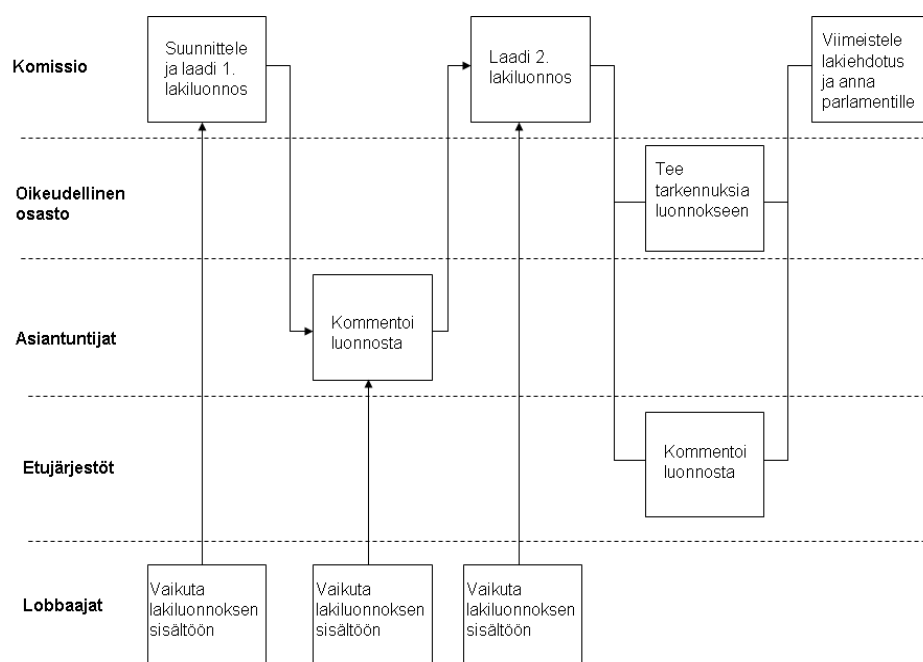 Komissio
Suunnittele
ja laadi 1.
lakiluonnos
Laadi 2.
lakiluonnos
Viimeistele
lakiehdotus
ja anna
parlamentille
Oikeudellinen
osasto
Tee
tarkennuksia
luonnokseen
Asiantuntijat
Kommentoi
luonnosta
Etujärjestöt
Kommentoi
luonnosta
Lobbaajat
Vaikuta
lakiluonnoksen
sisältöön
Vaikuta
lakiluonnoksen
sisältöön
Vaikuta
lakiluonnoksen
sisältöön